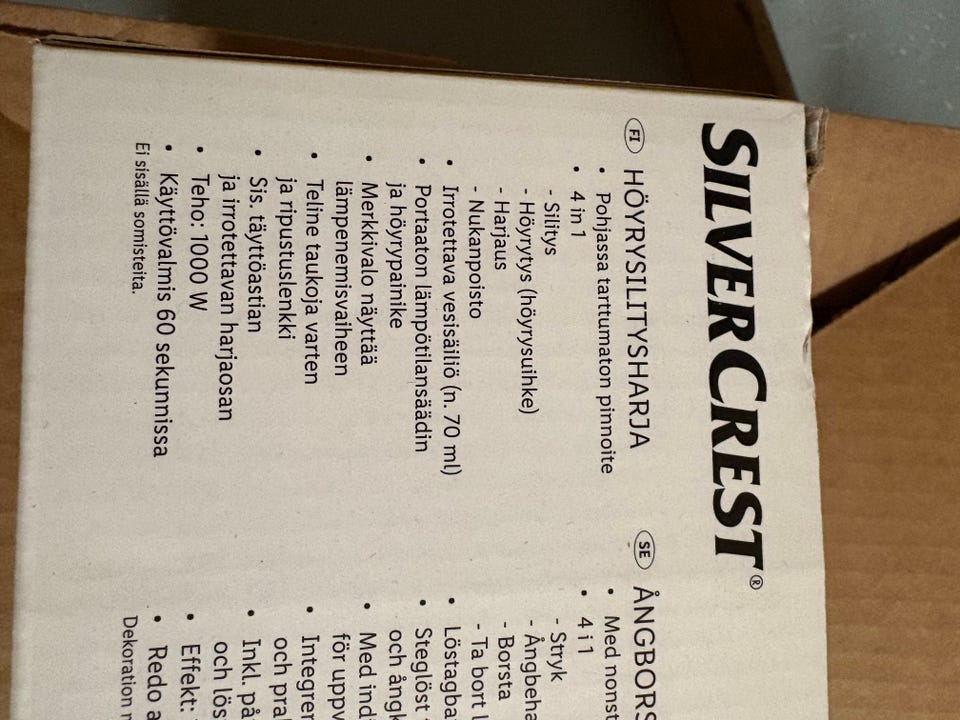 SILVERCREST®
FI HÖYRYSILITYSHARJA
• Pohjassa tarttumaton pinnoite
• 4 in 1
- Silitys
- Höyrytys (höyrysuihke)
- Harjaus
- Nukanpoisto
• Irrotettava vesisäiliö (n. 70 ml)
• Portaaton lämpötilansäädin
ja höyrypainike
• Merkkivalo näyttää
lämpenemisvaiheen
• Teline taukoja varten
ja ripustuslenkki
• Sis. täyttöastian
ja irrotettavan harjaosan
• Teho: 1000 W
• Käyttövalmis 60 sekunnissa
Ei sisällä somisteita.
SE ÅNGBORS
• Med nonst
• 4 i 1
- Stryk
- Ångbeha
- Borsta
- Ta bort l
• Löstagba
• Steglöst
och ångk
• Med ind
för uppv
• Integrer
och pra
• Inkl. på
och lös
• Effekt:
• Redo a
Dekoration